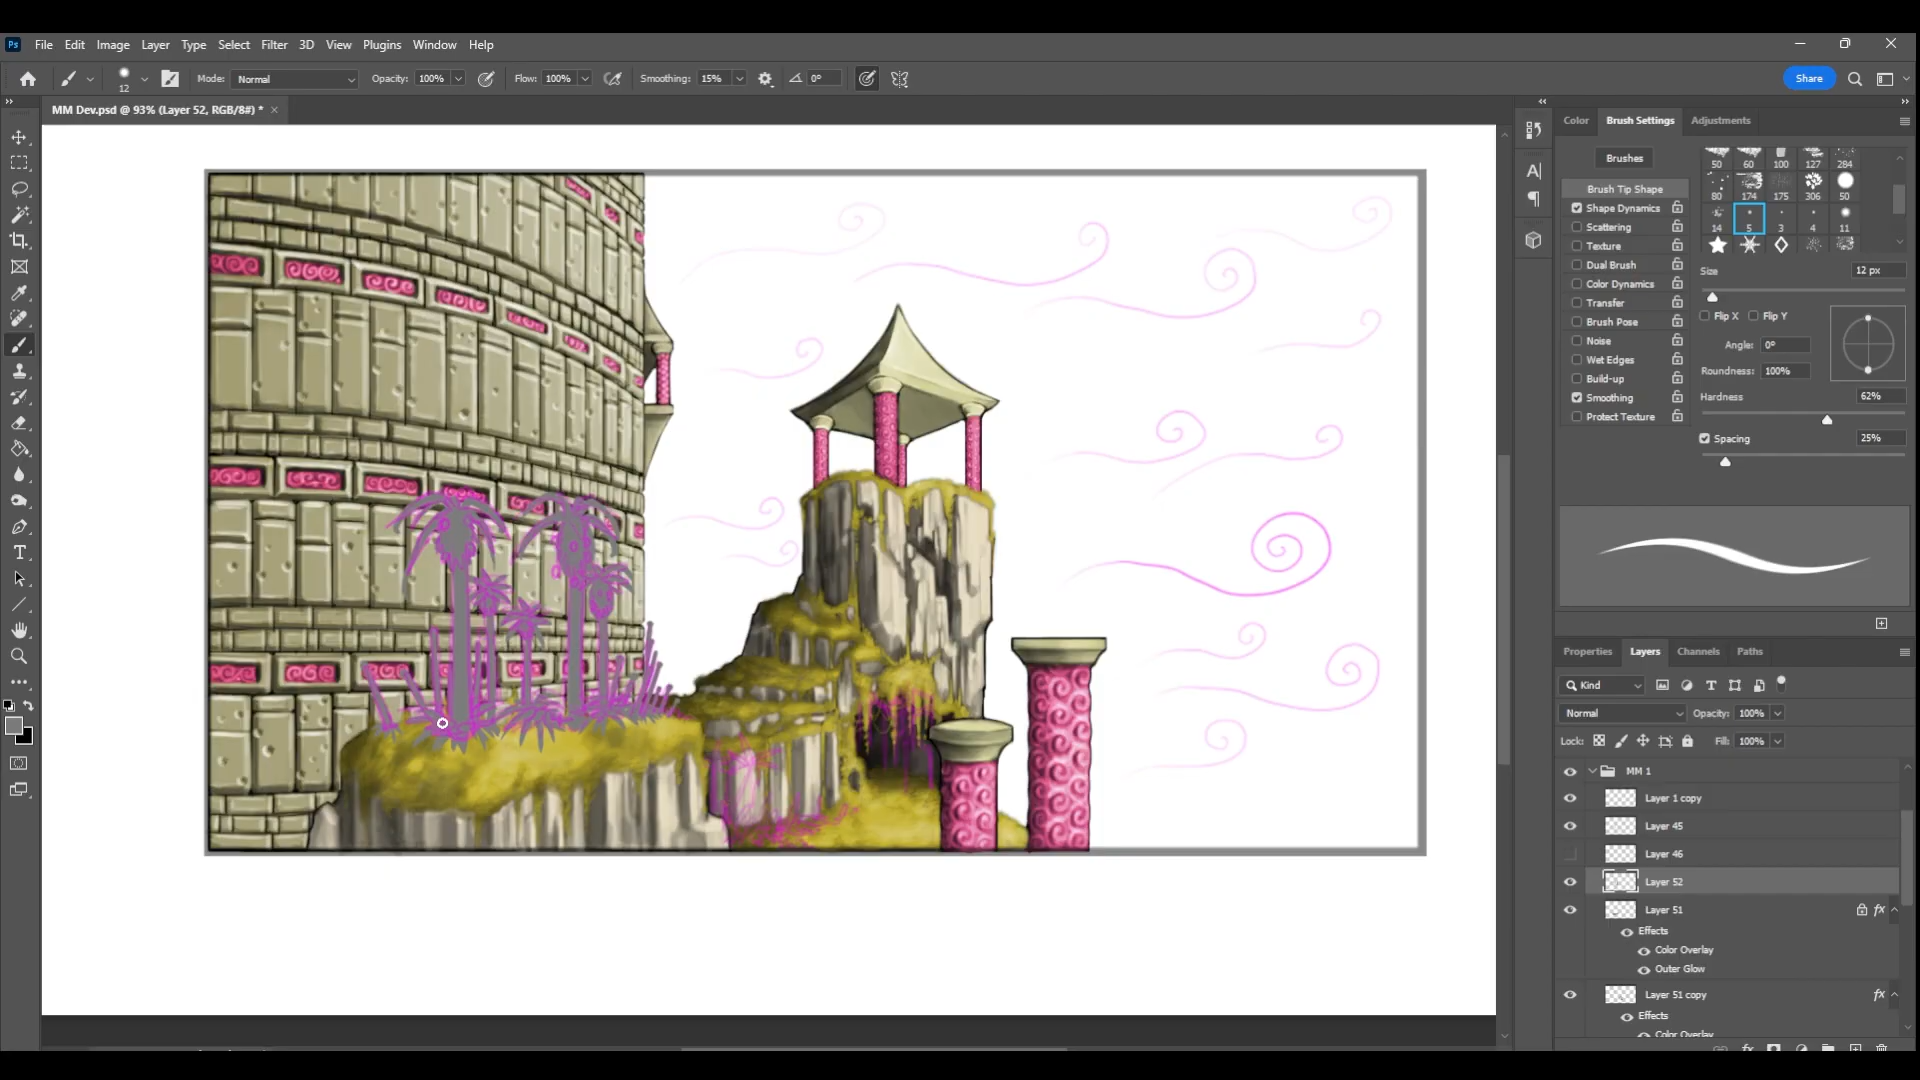 Ps File Edit Image Layer Type Select Filter 3D View Plugins Window Help
12 Mode: Normal Opacity: 100% Flow: 100% Smoothing: 15% 0° Share
MM Dev.psd @ 93% (Layer 52, RGB/8#) * ×
Color Brush Settings Adjustments
Brushes
50 60 100 127 284
Brush Tip Shape
80 174 175 306 50
Shape Dynamics
Scattering
14 5 3 4 11
Texture
Dual Brush
Size 12 px
Color Dynamics
Transfer
Flip X Flip Y
Brush Pose
Noise
Angle: 0°
Wet Edges
Roundness: 100%
Build-up
Hardness 62%
Smoothing
Protect Texture
Spacing 25%
Properties Layers Channels Paths
Kind
Normal Opacity: 100%
Lock: Fill: 100%
MM 1
Layer 1 copy
Layer 45
Layer 46
Layer 52
Layer 51 fx
Effects
Color Overlay
Outer Glow
Layer 51 copy fx
Effects
Color Overlay